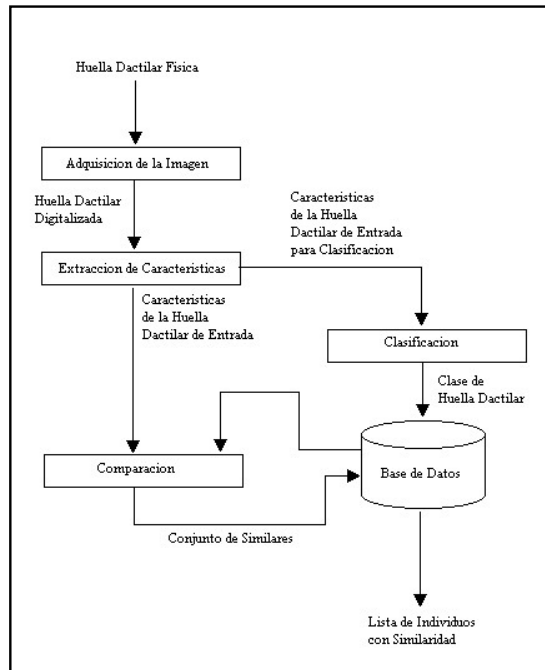 Huella Dactilar Fisica
Adquisicion de la Imagen
Huella Dactilar
Digitalizada
Caracteristicas
de la Huella
Dactilar de Entrada
para Clasificacion
Extraccion de Caracteristicas
Caracteristicas
de la Huella
Dactilar de Entrada
Clasificacion
Clase de
Huella Dactilar
Comparacion
Base de Datos
Conjunto de Similares
Lista de Individuos
con Similaridad